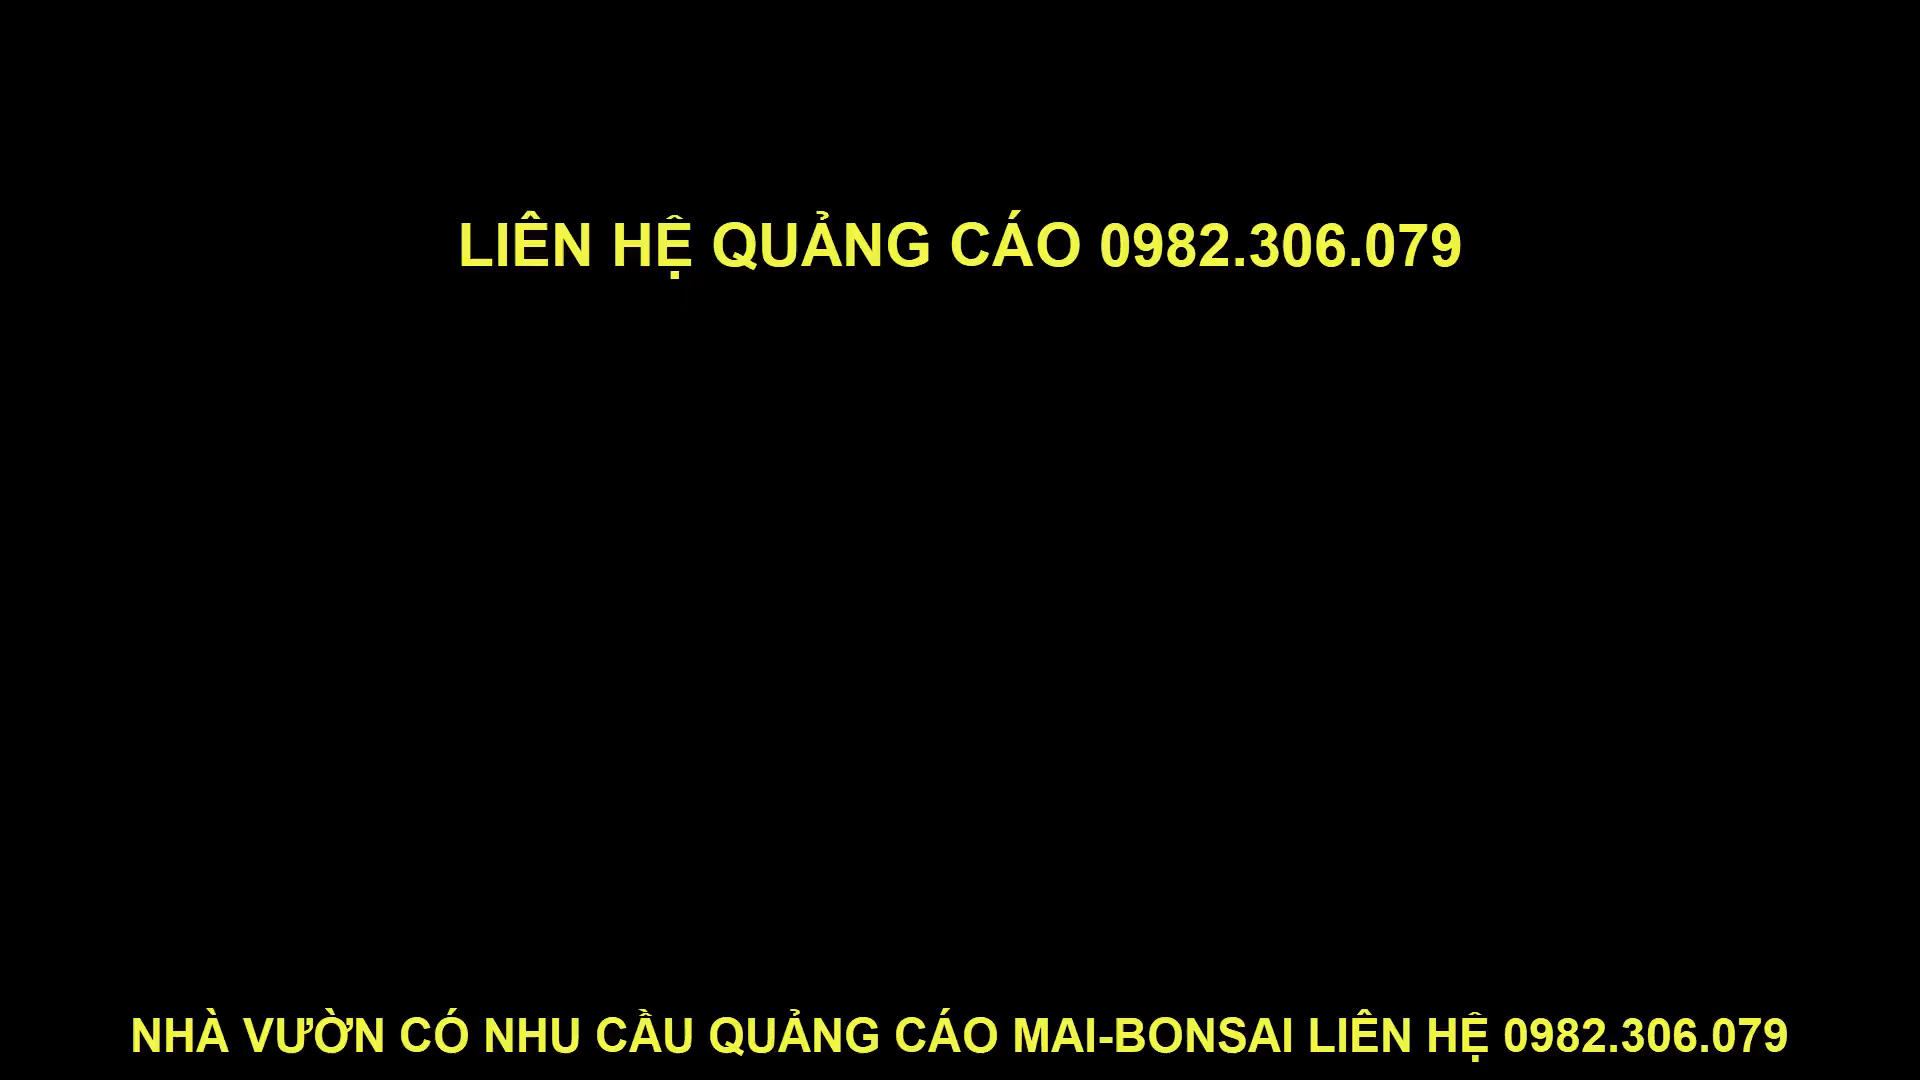 LIÊN HỆ QUẢNG CÁO 0982.306.079
NHÀ VƯỜN CÓ NHU CẦU QUẢNG CÁO MAI-BONSAI LIÊN HỆ 0982.306.079